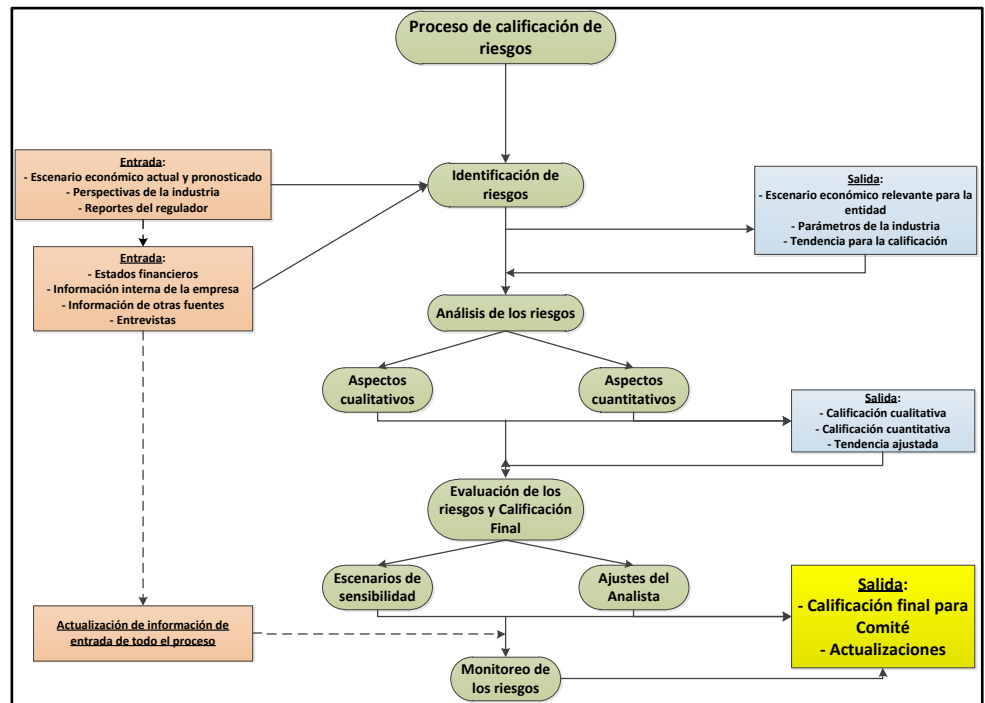 Proceso de calificación de
riesgos
Entrada:
- Escenario económico actual y pronosticado
- Perspectivas de la industria
- Reportes del regulador
Identificación de
riesgos
Salida:
- Escenario económico relevante para la
entidad
- Parámetros de la industria
- Tendencia para la calificación
Entrada:
- Estados financieros
- Información interna de la empresa
- Información de otras fuentes
- Entrevistas
Análisis de los riesgos
Aspectos
cualitativos
Aspectos
cuantitativos
Salida:
- Calificación cualitativa
- Calificación cuantitativa
- Tendencia ajustada
Evaluación de los
riesgos y Calificación
Final
Escenarios de
sensibilidad
Ajustes del
Analista
Salida:
- Calificación final para
Comité
- Actualizaciones
Actualización de información de
entrada de todo el proceso
Monitoreo de
los riesgos